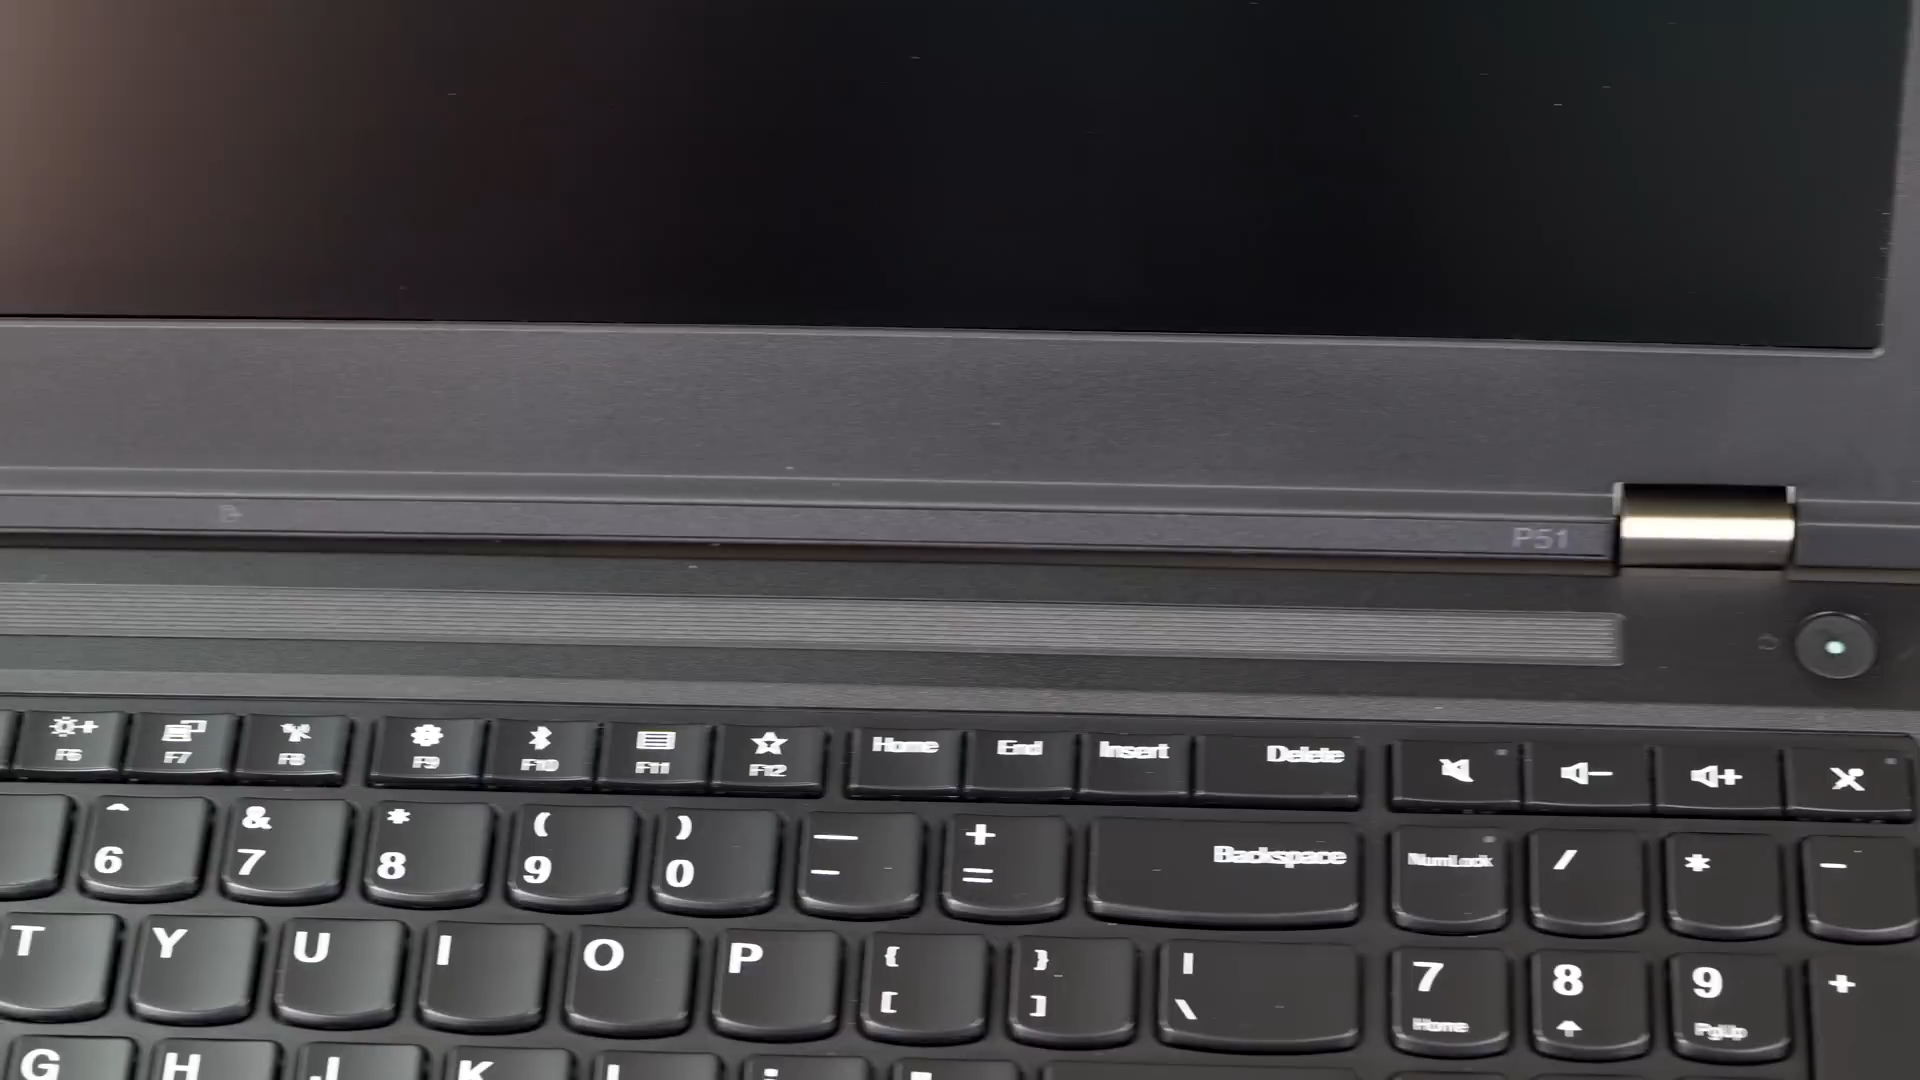 P51
F6 F7 F8 F9 F10 F11 F12 Home End Insert Delete
^ & * ( ) — + Backspace NumLock / * -
6 7 8 9 0 - =
T Y U I O P { } | 7 8 9 +
[ ] \ Home PgUp
G H J K L